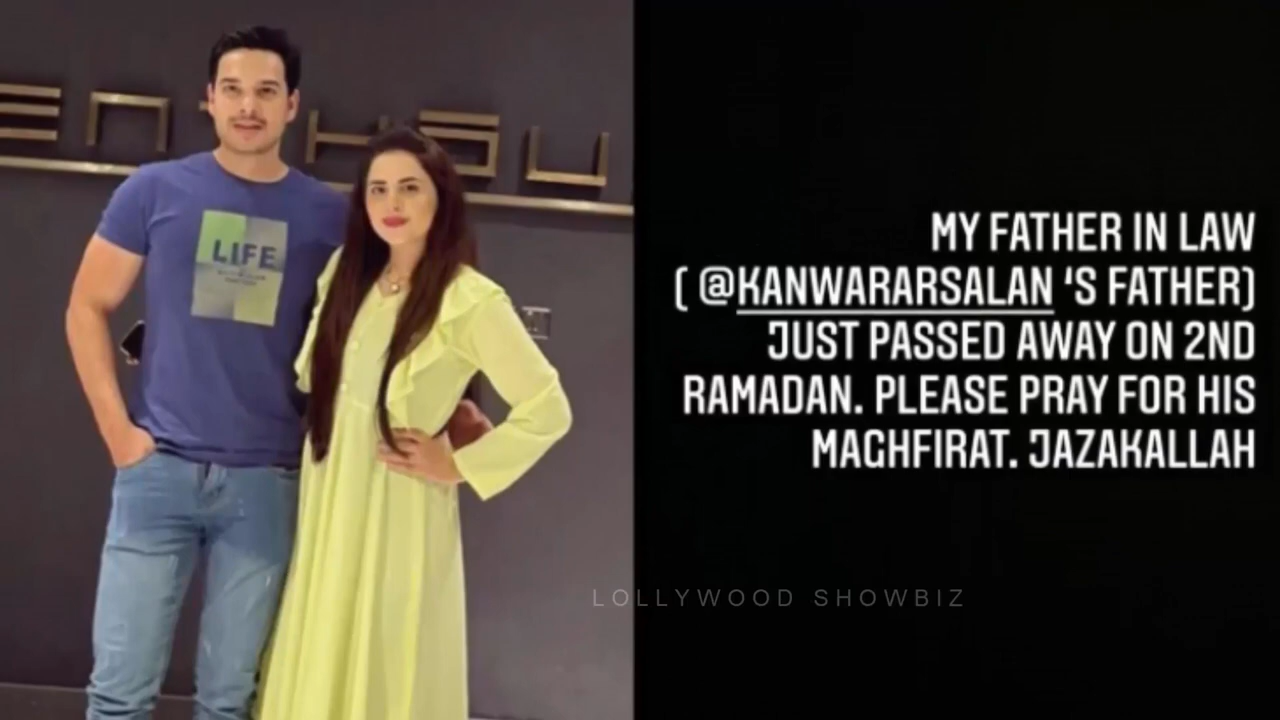 LIFE
MY FATHER IN LAW
( @KANWARARSALAN 'S FATHER)
JUST PASSED AWAY ON 2ND
RAMADAN. PLEASE PRAY FOR HIS
MAGHFIRAT. JAZAKALLAH
LOLLYWOOD SHOWBIZ